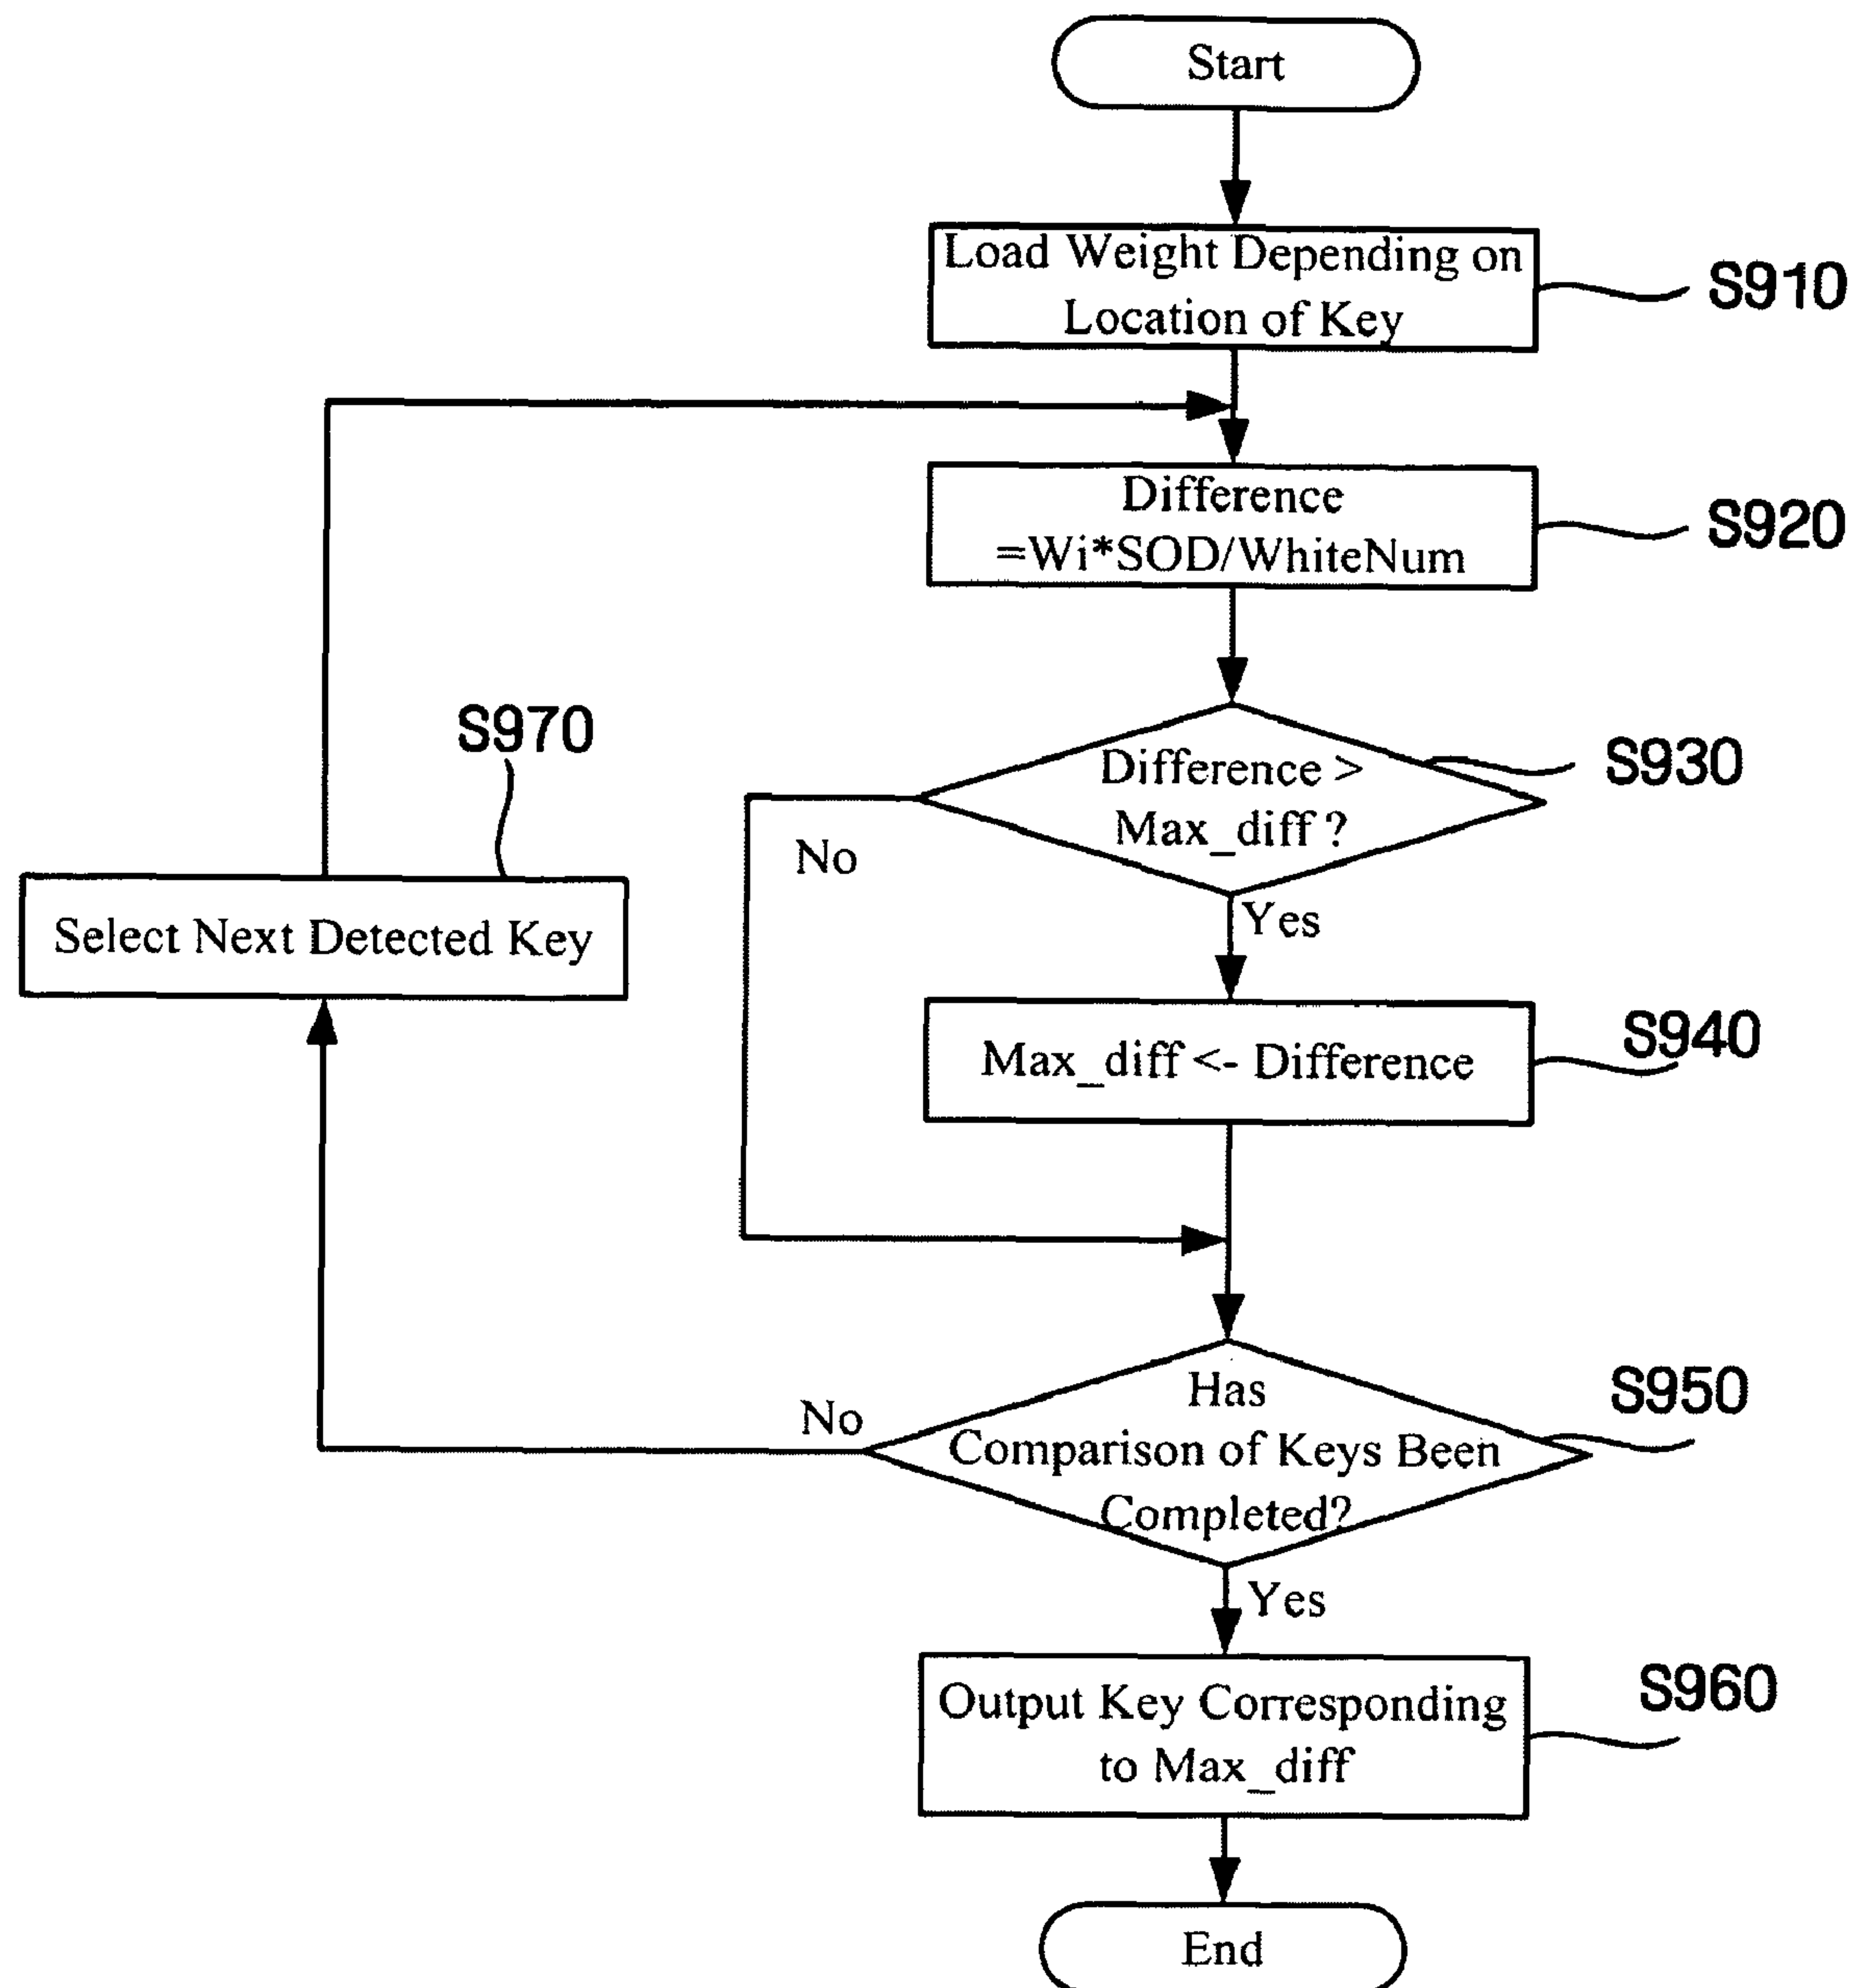 Start
Load Weight Depending on
Location of Key
S910
Difference
=Wi*SOD/WhiteNum
S920
S970
Difference >
Max_diff ?
S930
No
Yes
Select Next Detected Key
Max_diff <- Difference
S940
Has
Comparison of Keys Been
Completed?
S950
No
Yes
Output Key Corresponding
to Max_diff
S960
End